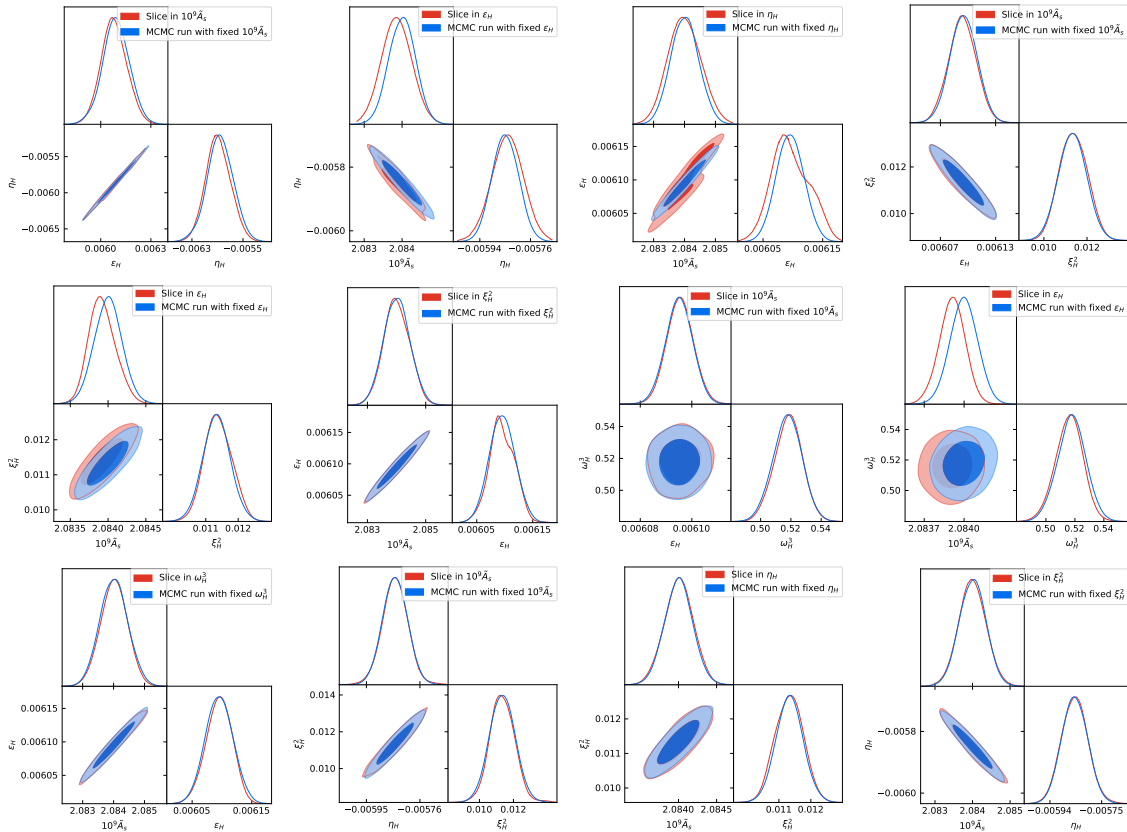 Slice in 10⁹Ãₛ
MCMC run with fixed 10⁹Ãₛ
η_H
−0.0055
−0.0060
−0.0065
0.0060
0.0063
ε_H
−0.0063
−0.0055
η_H
Slice in ε_H
MCMC run with fixed ε_H
η_H
−0.0058
−0.0060
2.083
2.084
10⁹Ãₛ
−0.00594
−0.00576
η_H
Slice in η_H
MCMC run with fixed η_H
ε_H
0.00615
0.00610
0.00605
2.083
2.084
2.085
10⁹Ãₛ
0.00605
0.00615
ε_H
Slice in 10⁹Ãₛ
MCMC run with fixed 10⁹Ãₛ
ξ²_H
0.012
0.010
0.00607
0.00613
ε_H
0.010
0.012
ξ²_H
Slice in ε_H
MCMC run with fixed ε_H
ξ²_H
0.012
0.011
0.010
2.0835
2.0840
2.0845
10⁹Ãₛ
0.011
0.012
ξ²_H
Slice in ξ²_H
MCMC run with fixed ξ²_H
ε_H
0.00615
0.00610
0.00605
2.083
2.085
10⁹Ãₛ
0.00605
0.00615
ε_H
Slice in 10⁹Ãₛ
MCMC run with fixed 10⁹Ãₛ
ω³_H
0.54
0.52
0.50
0.00608
0.00610
ε_H
0.50
0.52
0.54
ω³_H
Slice in ε_H
MCMC run with fixed ε_H
ω³_H
0.54
0.52
0.50
2.0837
2.0840
10⁹Ãₛ
0.50
0.52
0.54
ω³_H
Slice in ω³_H
MCMC run with fixed ω³_H
ε_H
0.00615
0.00610
0.00605
2.083
2.084
2.085
10⁹Ãₛ
0.00605
0.00615
ε_H
Slice in 10⁹Ãₛ
MCMC run with fixed 10⁹Ãₛ
ξ²_H
0.014
0.012
0.010
−0.00595
−0.00576
η_H
0.010
0.012
ξ²_H
Slice in η_H
MCMC run with fixed η_H
ξ²_H
0.012
0.011
0.010
2.0840
2.0845
10⁹Ãₛ
0.011
0.012
ξ²_H
Slice in ξ²_H
MCMC run with fixed ξ²_H
η_H
−0.0058
−0.0060
2.083
2.084
2.085
10⁹Ãₛ
−0.00594
−0.00575
η_H